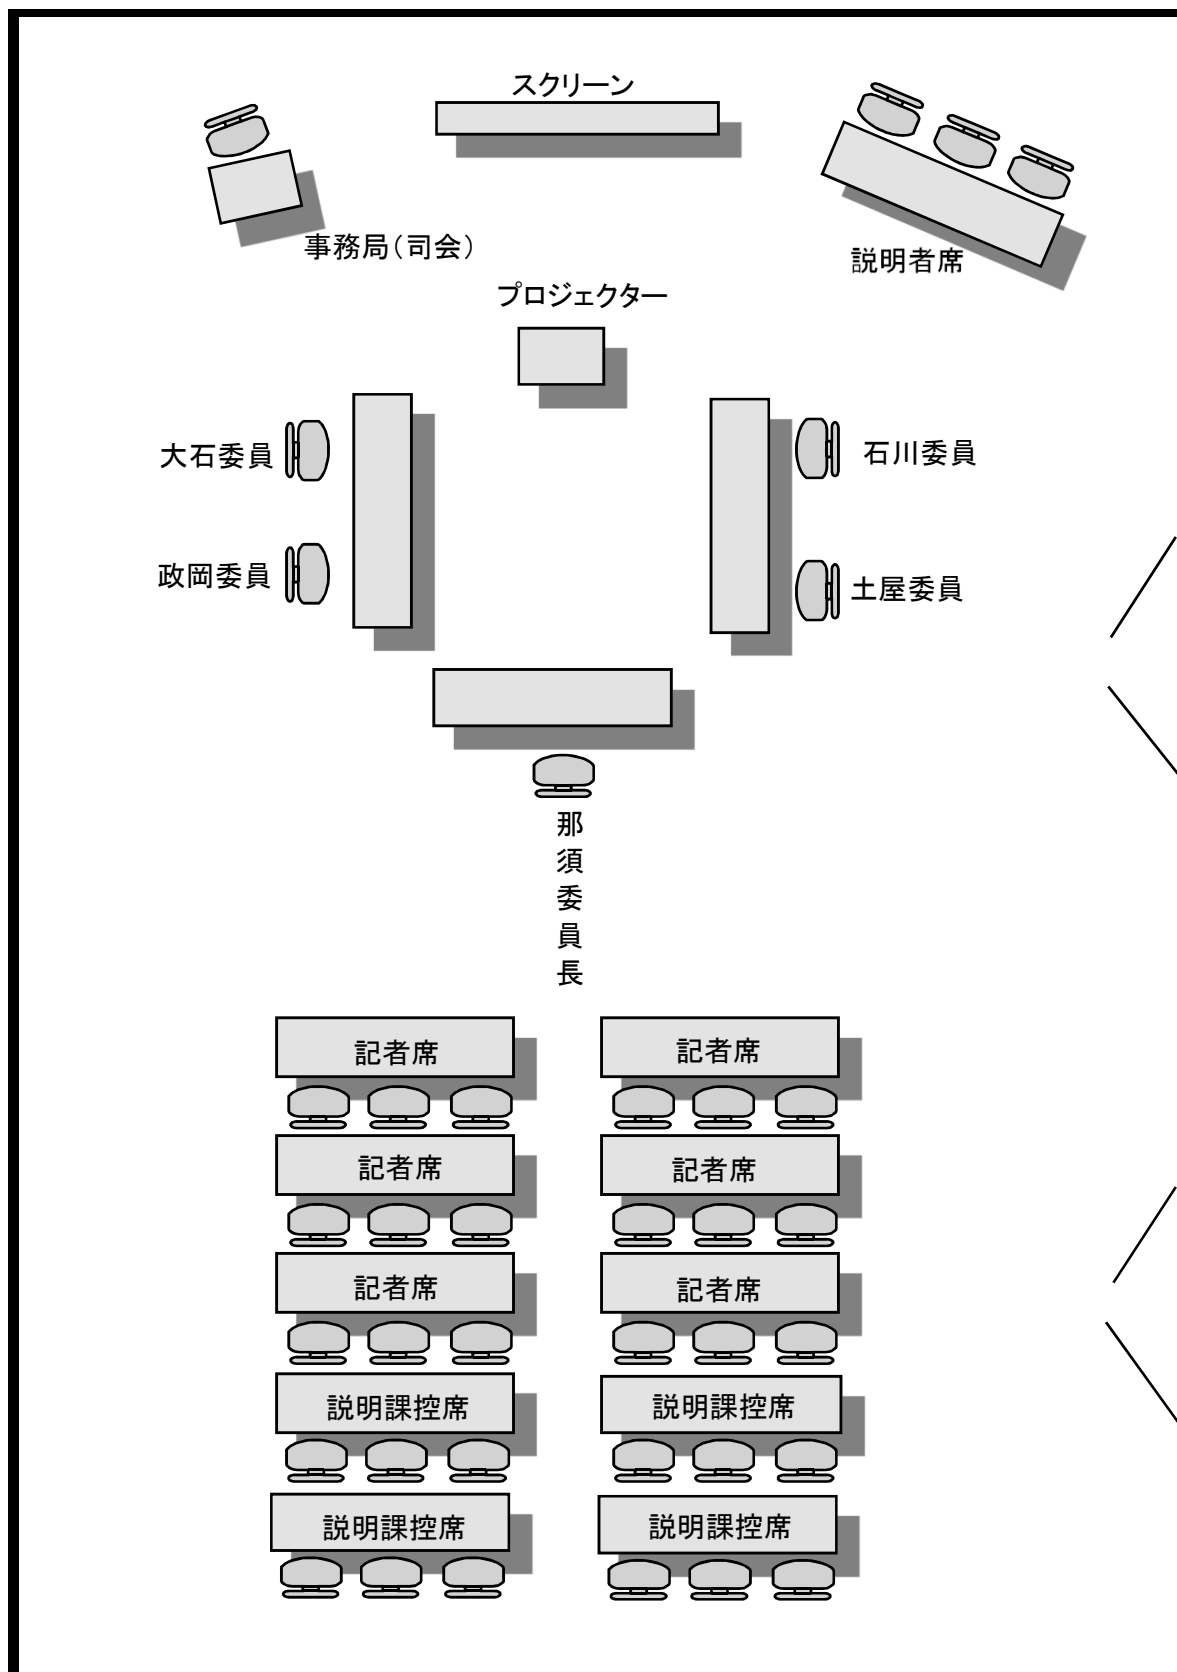 スクリーン
事務局（司会）
説明者席
プロジェクター
大石委員
石川委員
政岡委員
土屋委員
那須委員長
記者席
記者席
記者席
記者席
記者席
記者席
説明課控席
説明課控席
説明課控席
説明課控席